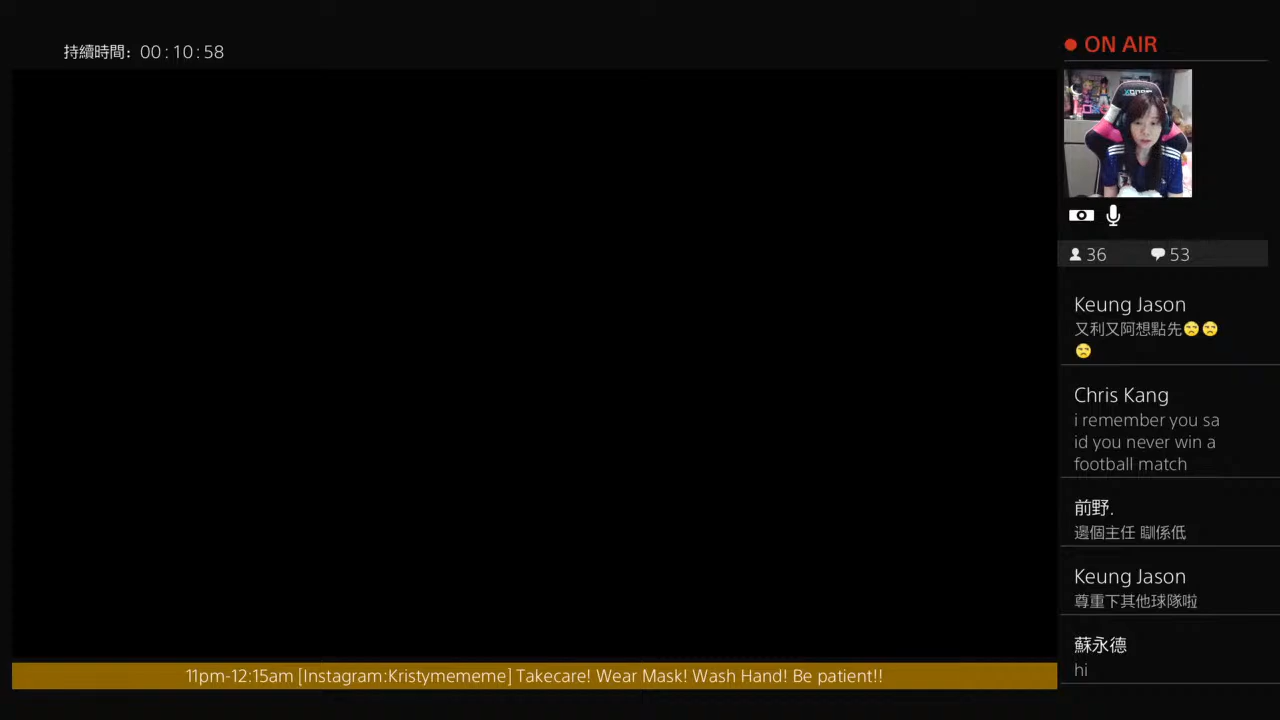 持續時間: 00:10:58
ON AIR
36 53
Keung Jason
又利又阿想點先😒😒
😒
Chris Kang
i remember you sa
id you never win a
football match
前野.
邊個主任 瞓係低
Keung Jason
尊重下其他球隊啦
蘇永德
hi
11pm-12:15am [Instagram:Kristymememe] Takecare! Wear Mask! Wash Hand! Be patient!!